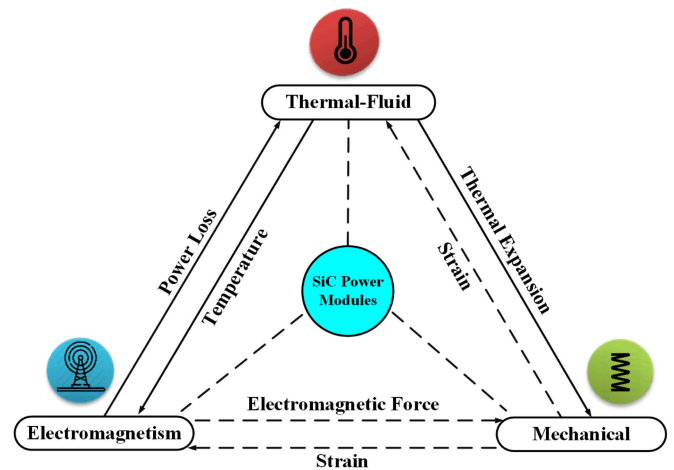 Thermal-Fluid
Power Loss
Temperature
Strain
Thermal Expansion
SiC Power
Modules
Electromagnetic Force
Electromagnetism
Mechanical
Strain